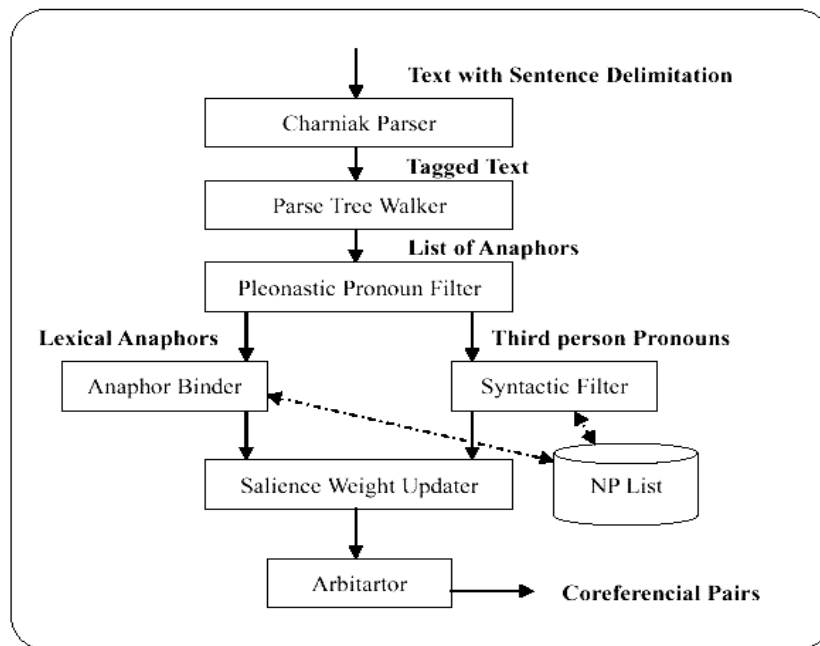 Text with Sentence Delimitation
Charniak Parser
Tagged Text
Parse Tree Walker
List of Anaphors
Pleonastic Pronoun Filter
Lexical Anaphors
Third person Pronouns
Anaphor Binder
Syntactic Filter
Salience Weight Updater
NP List
Arbitartor
Coreferencial Pairs